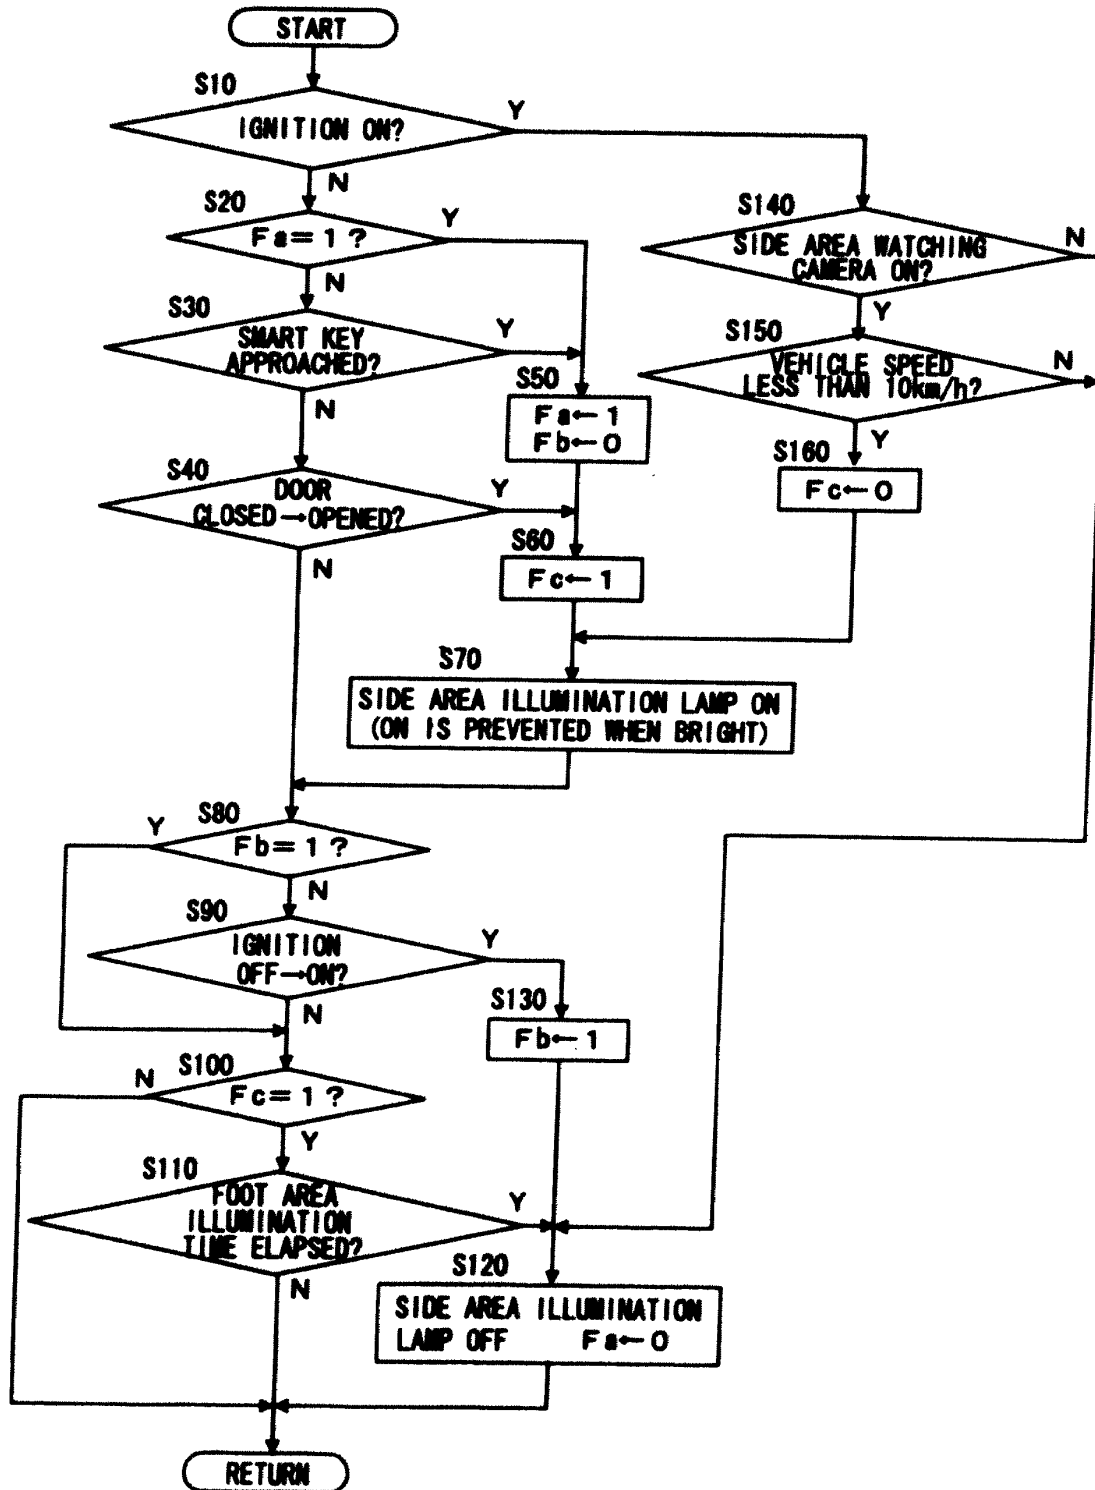 START
S10
IGNITION ON?
Y
N
S20
Fa=1?
Y
N
S30
SMART KEY
APPROACHED?
Y
N
S40
DOOR
CLOSED→OPENED?
Y
N
S50
Fa←1
Fb←0
S60
Fc←1
S140
SIDE AREA WATCHING
CAMERA ON?
N
Y
S150
VEHICLE SPEED
LESS THAN 10km/h?
N
Y
S160
Fc←0
S70
SIDE AREA ILLUMINATION LAMP ON
(ON IS PREVENTED WHEN BRIGHT)
S80
Fb=1?
Y
N
S90
IGNITION
OFF→ON?
Y
N
S130
Fb←1
S100
Fc=1?
N
Y
S110
FOOT AREA
ILLUMINATION
TIME ELAPSED?
Y
N
S120
SIDE AREA ILLUMINATION
LAMP OFF Fa←0
RETURN